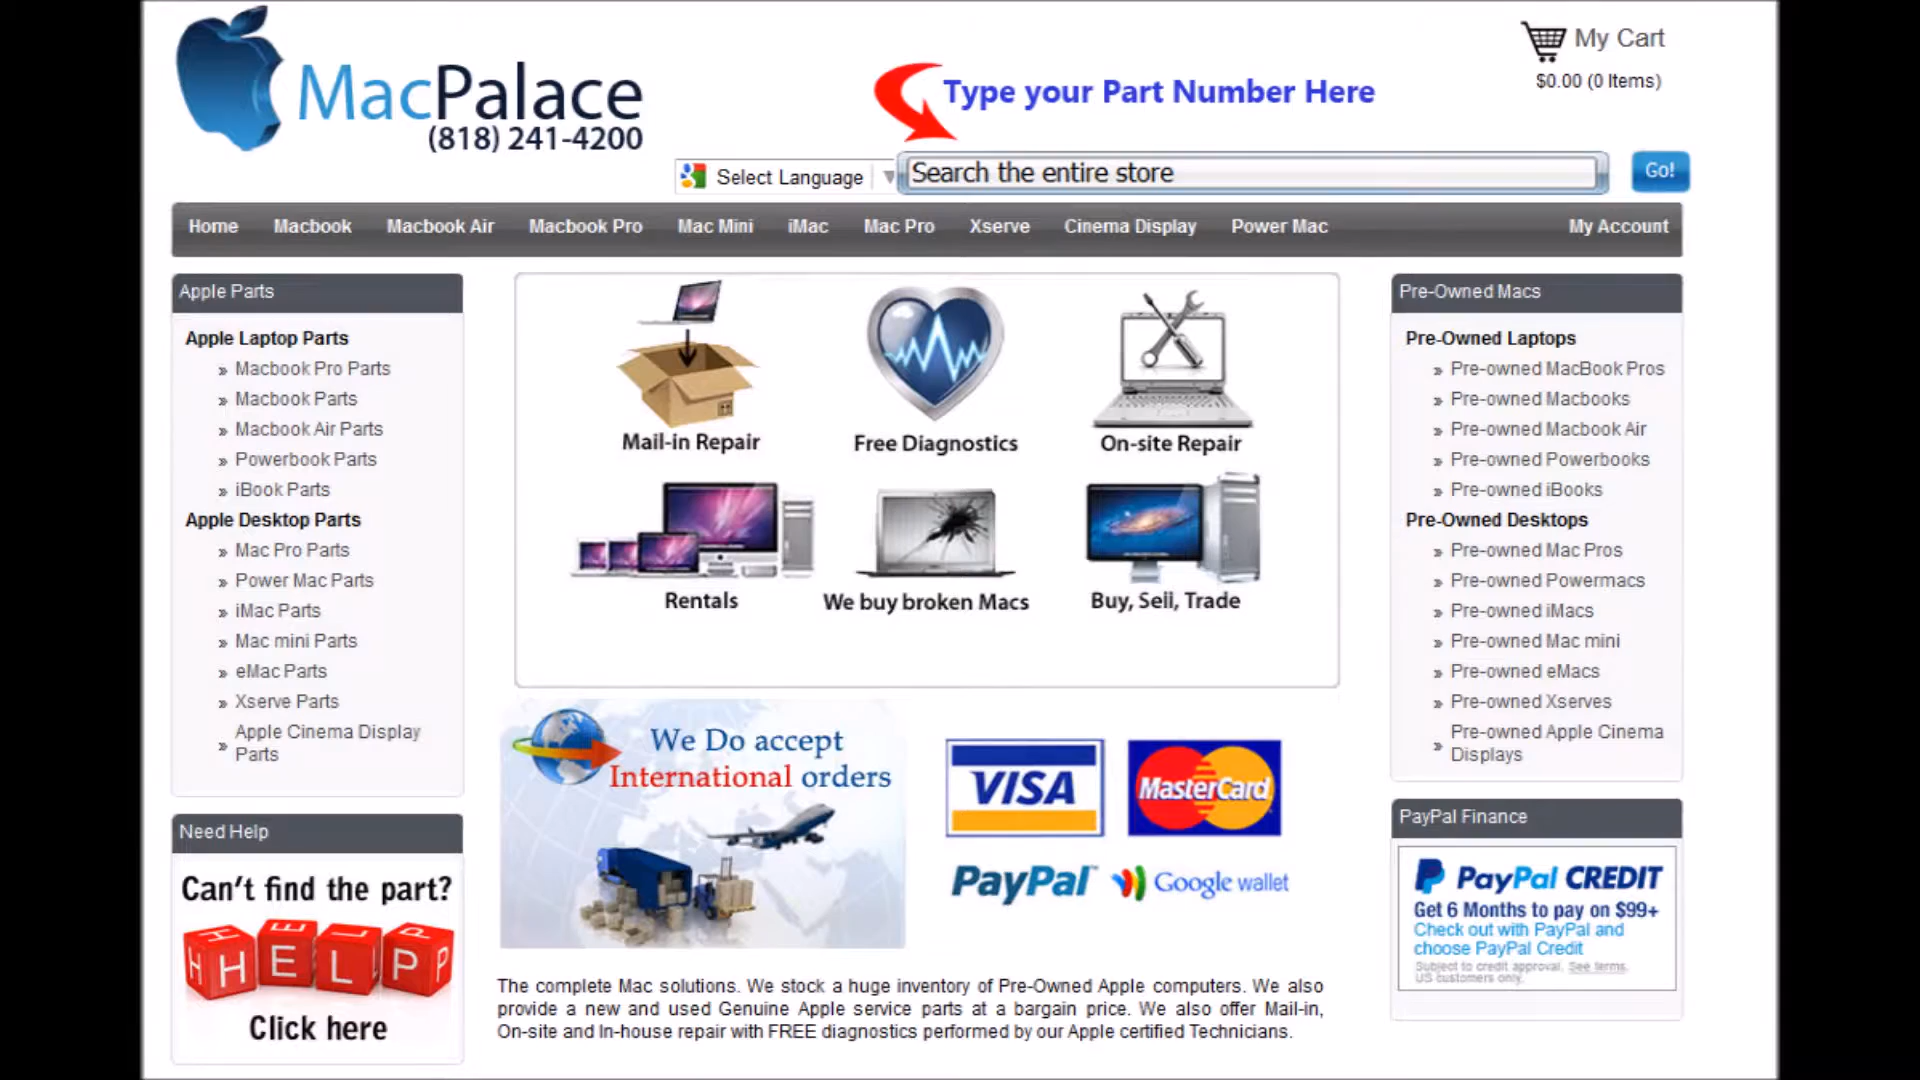 My Cart
$0.00 (0 Items)
MacPalace
(818) 241-4200
Type your Part Number Here
Select Language
Search the entire store
Go!
Home Macbook Macbook Air Macbook Pro Mac Mini iMac Mac Pro Xserve Cinema Display Power Mac My Account
Apple Parts
Apple Laptop Parts
» Macbook Pro Parts
» Macbook Parts
» Macbook Air Parts
» Powerbook Parts
» iBook Parts
Apple Desktop Parts
» Mac Pro Parts
» Power Mac Parts
» iMac Parts
» Mac mini Parts
» eMac Parts
» Xserve Parts
» Apple Cinema Display
Parts
Need Help
Can't find the part?
HELP
Click here
Mail-in Repair
Free Diagnostics
On-site Repair
Rentals
We buy broken Macs
Buy, Sell, Trade
We Do accept
International orders
VISA
MasterCard
PayPal™
Google wallet
The complete Mac solutions. We stock a huge inventory of Pre-Owned Apple computers. We also
provide a new and used Genuine Apple service parts at a bargain price. We also offer Mail-in,
On-site and In-house repair with FREE diagnostics performed by our Apple certified Technicians.
Pre-Owned Macs
Pre-Owned Laptops
» Pre-owned MacBook Pros
» Pre-owned Macbooks
» Pre-owned Macbook Air
» Pre-owned Powerbooks
» Pre-owned iBooks
Pre-Owned Desktops
» Pre-owned Mac Pros
» Pre-owned Powermacs
» Pre-owned iMacs
» Pre-owned Mac mini
» Pre-owned eMacs
» Pre-owned Xserves
» Pre-owned Apple Cinema
Displays
PayPal Finance
PayPal CREDIT
Get 6 Months to pay on $99+
Check out with PayPal and
choose PayPal Credit
Subject to credit approval. See terms.
US customers only.